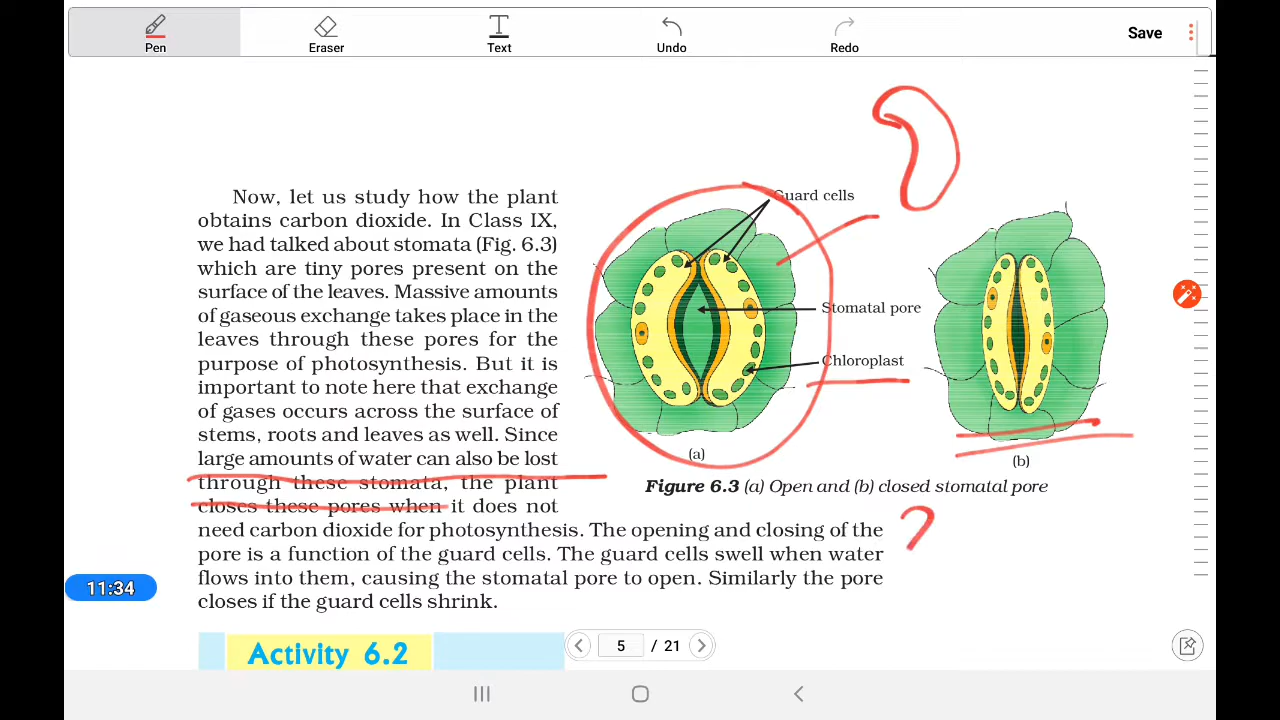 Pen
Eraser
Text
Undo
Redo
Save
Now, let us study how the plant
obtains carbon dioxide. In Class IX,
we had talked about stomata (Fig. 6.3)
which are tiny pores present on the
surface of the leaves. Massive amounts
of gaseous exchange takes place in the
leaves through these pores for the
purpose of photosynthesis. But it is
important to note here that exchange
of gases occurs across the surface of
stems, roots and leaves as well. Since
large amounts of water can also be lost
through these stomata, the plant
closes these pores when it does not
need carbon dioxide for photosynthesis. The opening and closing of the
pore is a function of the guard cells. The guard cells swell when water
flows into them, causing the stomatal pore to open. Similarly the pore
closes if the guard cells shrink.
Guard cells
Stomatal pore
Chloroplast
(a)
(b)
Figure 6.3 (a) Open and (b) closed stomatal pore
11:34
Activity 6.2
5 / 21